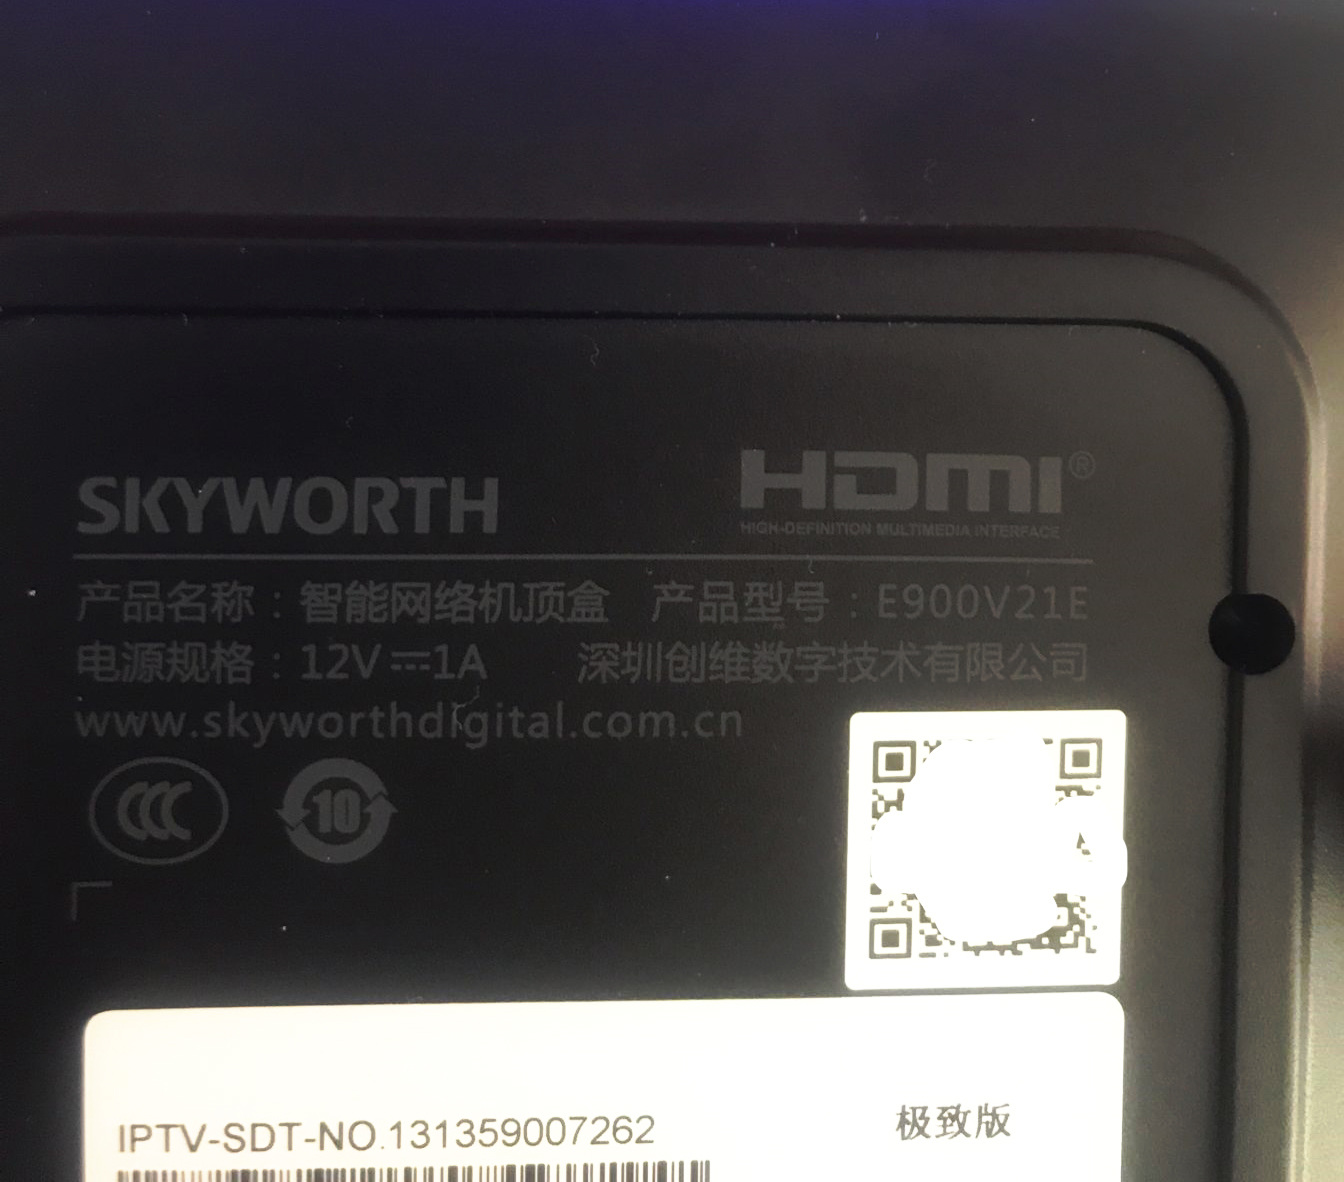 SKYWORTH
HDMI®
HIGH-DEFINITION MULTIMEDIA INTERFACE
产品名称：智能网络机顶盒 产品型号：E900V21E
电源规格：12V⎓1A 深圳创维数字技术有限公司
www.skyworthdigital.com.cn
CCC
10
IPTV-SDT-NO.131359007262
极致版